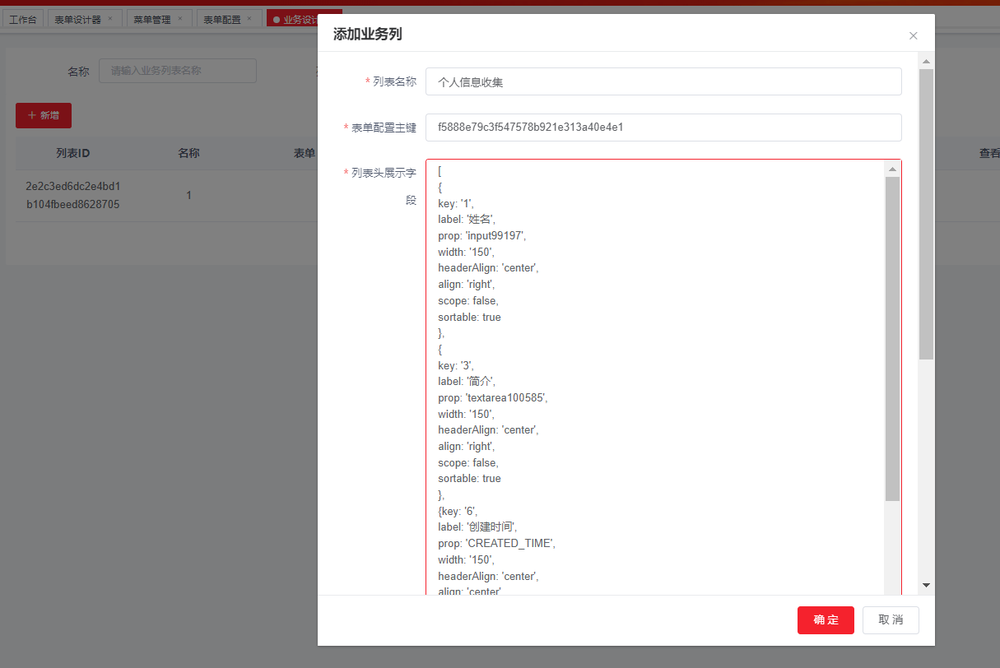 工作台 表单设计器 × 菜单管理 × 表单配置 × 业务设计
添加业务列 ×
名称 请输入业务列表名称
* 列表名称 个人信息收集
+ 新增
* 表单配置主键 f5888e79c3f547578b921e313a40e4e1
列表ID 名称 表单 查看
* 列表头展示字段
2e2c3ed6dc2e4bd1b104fbeed8628705 1
[
{
key: '1',
label: '姓名',
prop: 'input99197',
width: '150',
headerAlign: 'center',
align: 'right',
scope: false,
sortable: true
},
{
key: '3',
label: '简介',
prop: 'textarea100585',
width: '150',
headerAlign: 'center',
align: 'right',
scope: false,
sortable: true
},
{key: '6',
label: '创建时间',
prop: 'CREATED_TIME',
width: '150',
headerAlign: 'center',
align: 'center'
确 定 取 消